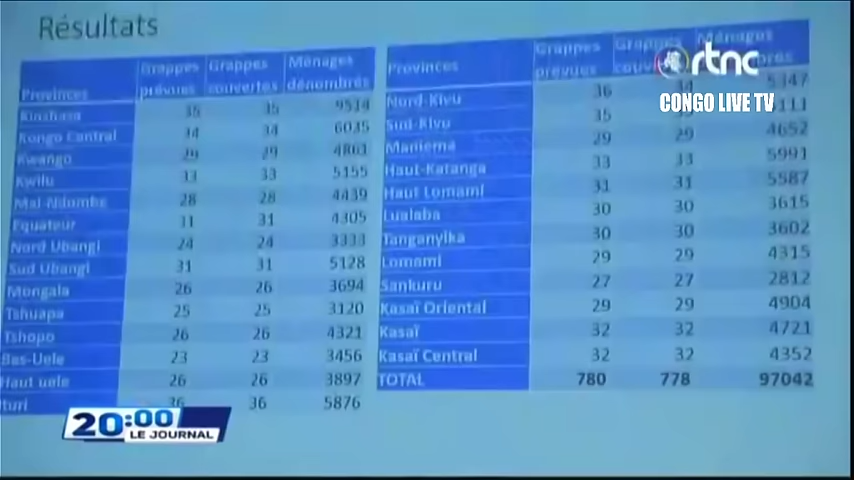 Résultats
Provinces Grappes prévues Grappes couvertes Ménages dénombrés
Kinshasa 35 35 9514
Kongo Central 34 34 6035
Kwango 29 29 4861
Kwilu 33 33 5155
Maï-Ndombe 28 28 4439
Equateur 31 31 4305
Nord Ubangi 24 24 3333
Sud Ubangi 31 31 5128
Mongala 26 26 3694
Tshuapa 25 25 3120
Tshopo 26 26 4321
Bas-Uele 23 23 3456
Haut uele 26 26 3897
Ituri 36 36 5876
Provinces Grappes prévues Grappes
Nord-Kivu 36 34 5347
Sud-Kivu 35
Maniema 29 29 4652
Haut-Katanga 33 33 5991
Haut Lomami 31 31 5587
Lualaba 30 30 3615
Tanganyika 30 30 3602
Lomami 29 29 4315
Sankuru 27 27 2812
Kasaï Oriental 29 29 4904
Kasaï 32 32 4721
Kasaï Central 32 32 4352
TOTAL 780 778 97042
rtnc
CONGO LIVE TV
20:00
LE JOURNAL